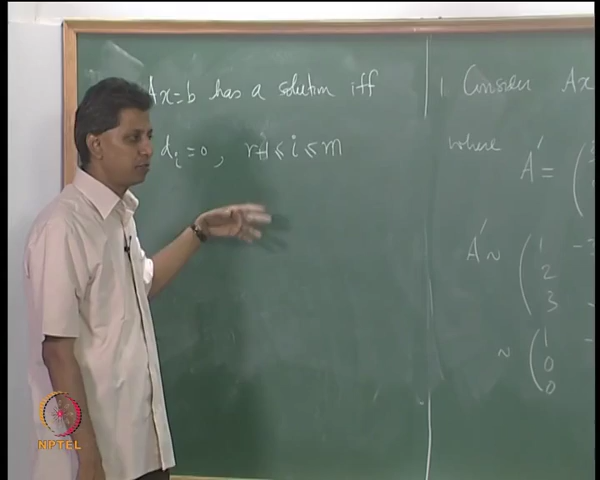 Ax=b has a solution iff
d_i = 0, r+1 ≤ i ≤ m
1. Consider Ax
where A' = (
A' ~ ( 1
2
3
~ ( 1
0
0
NPTEL